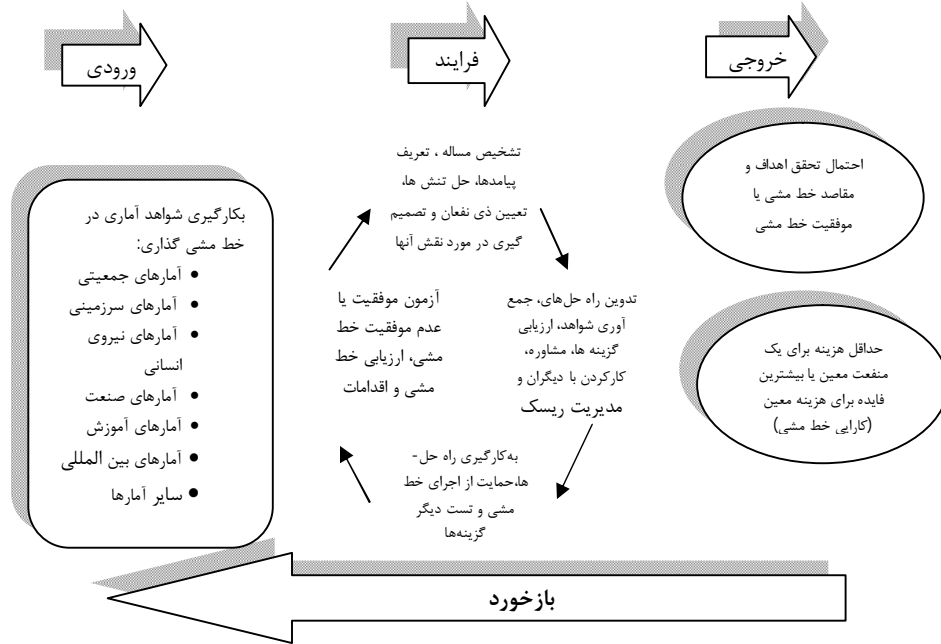 ورودی
فرایند
خروجی
بکارگیری شواهد آماری در
خط مشی گذاری:
• آمارهای جمعیتی
• آمارهای سرزمینی
• آمارهای نیروی
انسانی
• آمارهای صنعت
• آمارهای آموزش
• آمارهای بین المللی
• سایر آمارها
تشخیص مساله ، تعریف
پیامدها، حل تنش ها،
تعیین ذی نفعان و تصمیم
گیری در مورد نقش آنها
تدوین راه حل‌های، جمع
آوری شواهد، ارزیابی
گزینه ها، مشاوره،
کارکردن با دیگران و
مدیریت ریسک
به‌کارگیری راه حل-
ها،حمایت از اجرای خط
مشی و تست دیگر
گزینه‌ها
آزمون موفقیت یا
عدم موفقیت خط
مشی، ارزیابی خط
مشی و اقدامات
احتمال تحقق اهداف و
مقاصد خط مشی یا
موفقیت خط مشی
حداقل هزینه برای یک
منفعت معین یا بیشترین
فایده برای هزینه معین
(کارایی خط مشی)
بازخورد